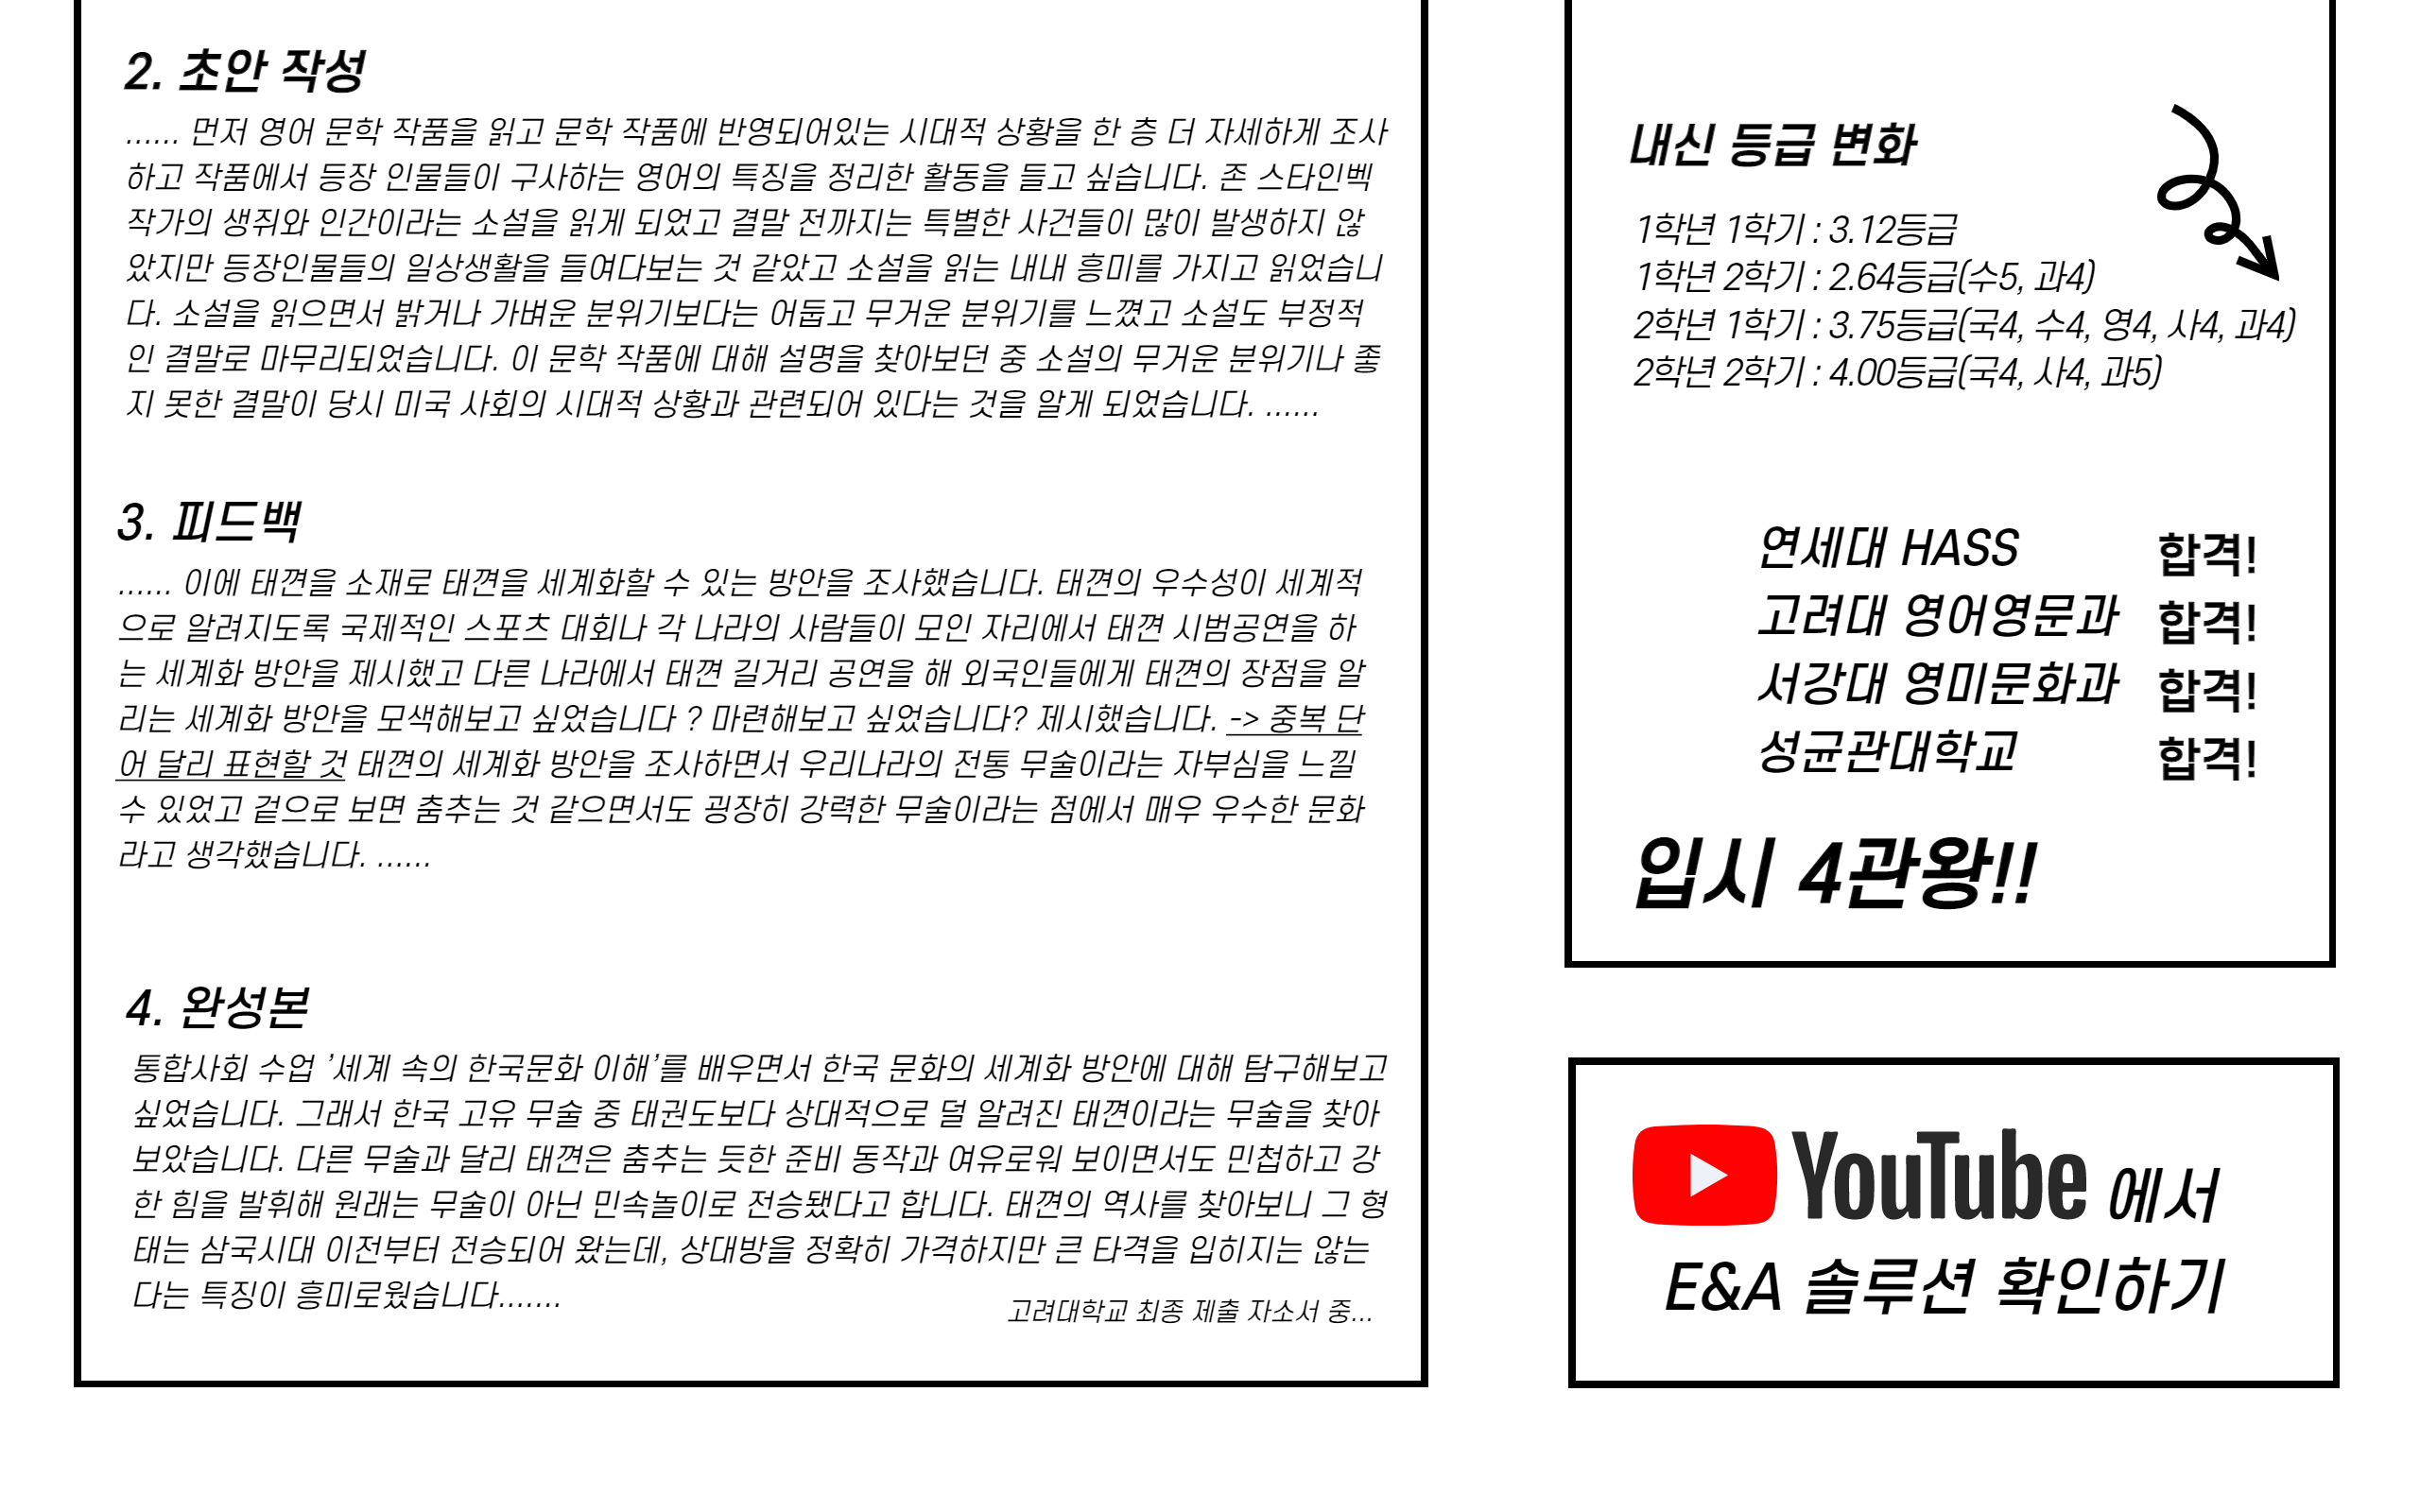 2. 초안 작성
...... 먼저 영어 문학 작품을 읽고 문학 작품에 반영되어있는 시대적 상황을 한 층 더 자세하게 조사
하고 작품에서 등장 인물들이 구사하는 영어의 특징을 정리한 활동을 들고 싶습니다. 존 스타인벡
작가의 생쥐와 인간이라는 소설을 읽게 되었고 결말 전까지는 특별한 사건들이 많이 발생하지 않
았지만 등장인물들의 일상생활을 들여다보는 것 같았고 소설을 읽는 내내 흥미를 가지고 읽었습니
다. 소설을 읽으면서 밝거나 가벼운 분위기보다는 어둡고 무거운 분위기를 느꼈고 소설도 부정적
인 결말로 마무리되었습니다. 이 문학 작품에 대해 설명을 찾아보던 중 소설의 무거운 분위기나 좋
지 못한 결말이 당시 미국 사회의 시대적 상황과 관련되어 있다는 것을 알게 되었습니다. ......
3. 피드백
...... 이에 태껸을 소재로 태껸을 세계화할 수 있는 방안을 조사했습니다. 태껸의 우수성이 세계적
으로 알려지도록 국제적인 스포츠 대회나 각 나라의 사람들이 모인 자리에서 태껸 시범공연을 하
는 세계화 방안을 제시했고 다른 나라에서 태껸 길거리 공연을 해 외국인들에게 태껸의 장점을 알
리는 세계화 방안을 모색해보고 싶었습니다 ? 마련해보고 싶었습니다? 제시했습니다. -> 중복 단
어 달리 표현할 것 태껸의 세계화 방안을 조사하면서 우리나라의 전통 무술이라는 자부심을 느낄
수 있었고 겉으로 보면 춤추는 것 같으면서도 굉장히 강력한 무술이라는 점에서 매우 우수한 문화
라고 생각했습니다. ......
4. 완성본
통합사회 수업 '세계 속의 한국문화 이해'를 배우면서 한국 문화의 세계화 방안에 대해 탐구해보고
싶었습니다. 그래서 한국 고유 무술 중 태권도보다 상대적으로 덜 알려진 태껸이라는 무술을 찾아
보았습니다. 다른 무술과 달리 태껸은 춤추는 듯한 준비 동작과 여유로워 보이면서도 민첩하고 강
한 힘을 발휘해 원래는 무술이 아닌 민속놀이로 전승됐다고 합니다. 태껸의 역사를 찾아보니 그 형
태는 삼국시대 이전부터 전승되어 왔는데, 상대방을 정확히 가격하지만 큰 타격을 입히지는 않는
다는 특징이 흥미로웠습니다.......
고려대학교 최종 제출 자소서 중...
내신 등급 변화
1학년 1학기 : 3.12등급
1학년 2학기 : 2.64등급(수5, 과4)
2학년 1학기 : 3.75등급(국4, 수4, 영4, 사4, 과4)
2학년 2학기 : 4.00등급(국4, 사4, 과5)
연세대 HASS 합격!
고려대 영어영문과 합격!
서강대 영미문화과 합격!
성균관대학교 합격!
입시 4관왕!!
YouTube 에서
E&A 솔루션 확인하기